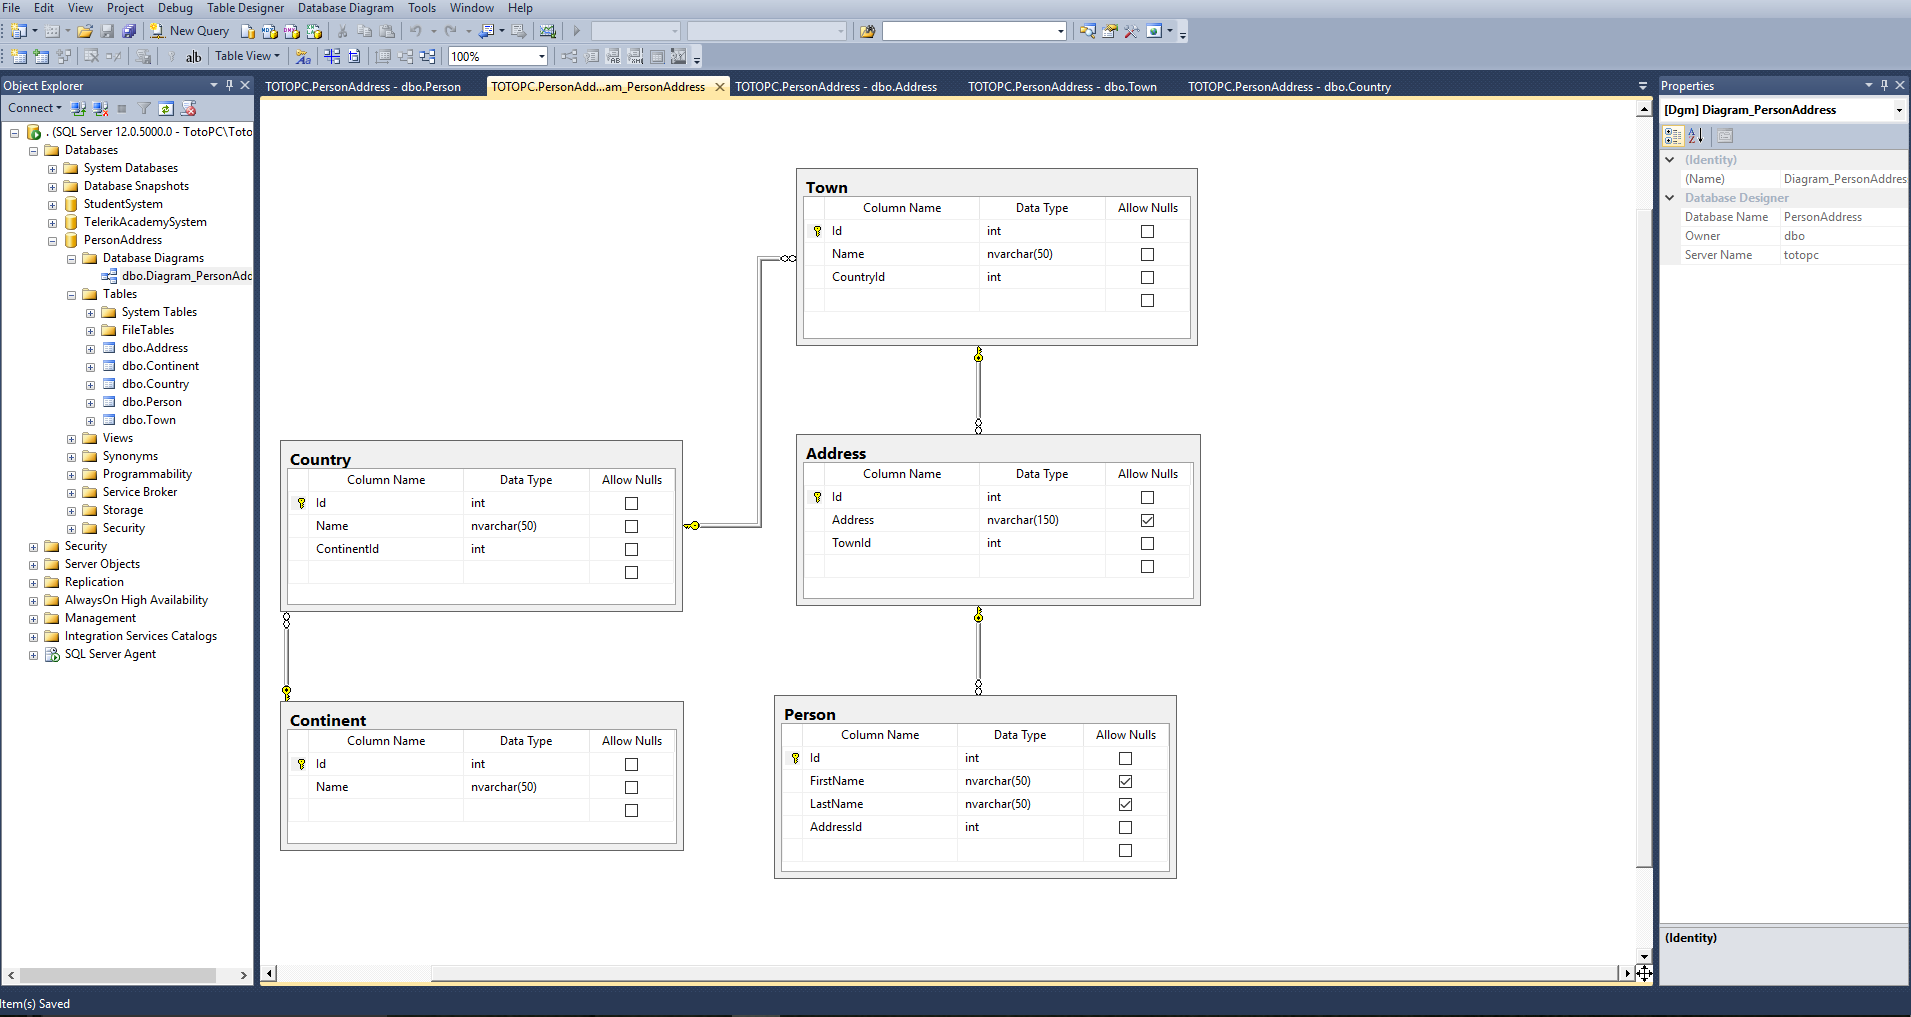 File Edit View Project Debug Table Designer Database Diagram Tools Window Help
New Query
Table View 100%
Object Explorer
Connect
. (SQL Server 12.0.5000.0 - TotoPC\Toto
Databases
System Databases
Database Snapshots
StudentSystem
TelerikAcademySystem
PersonAddress
Database Diagrams
dbo.Diagram_PersonAdd
Tables
System Tables
FileTables
dbo.Address
dbo.Continent
dbo.Country
dbo.Person
dbo.Town
Views
Synonyms
Programmability
Service Broker
Storage
Security
Security
Server Objects
Replication
AlwaysOn High Availability
Management
Integration Services Catalogs
SQL Server Agent
TOTOPC.PersonAddress - dbo.Person TOTOPC.PersonAdd...am_PersonAddress TOTOPC.PersonAddress - dbo.Address TOTOPC.PersonAddress - dbo.Town TOTOPC.PersonAddress - dbo.Country
Town
Column Name Data Type Allow Nulls
Id int
Name nvarchar(50)
CountryId int
Country
Column Name Data Type Allow Nulls
Id int
Name nvarchar(50)
ContinentId int
Address
Column Name Data Type Allow Nulls
Id int
Address nvarchar(150)
TownId int
Continent
Column Name Data Type Allow Nulls
Id int
Name nvarchar(50)
Person
Column Name Data Type Allow Nulls
Id int
FirstName nvarchar(50)
LastName nvarchar(50)
AddressId int
Properties
[Dgm] Diagram_PersonAddress
(Identity)
(Name) Diagram_PersonAddres
Database Designer
Database Name PersonAddress
Owner dbo
Server Name totopc
(Identity)
Item(s) Saved